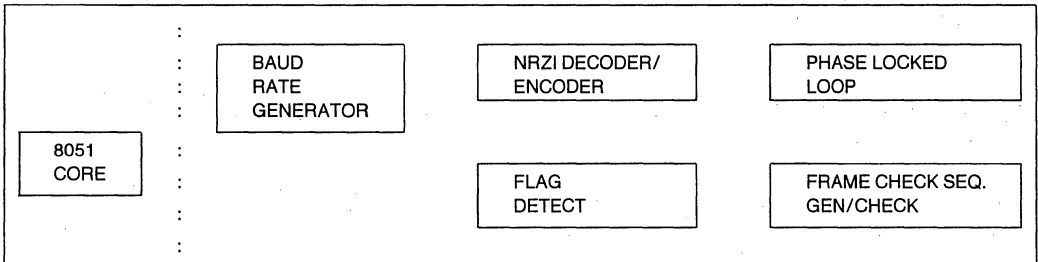 BAUD
RATE
GENERATOR
NRZI DECODER/
ENCODER
PHASE LOCKED
LOOP
8051
CORE
FLAG
DETECT
FRAME CHECK SEQ.
GEN/CHECK